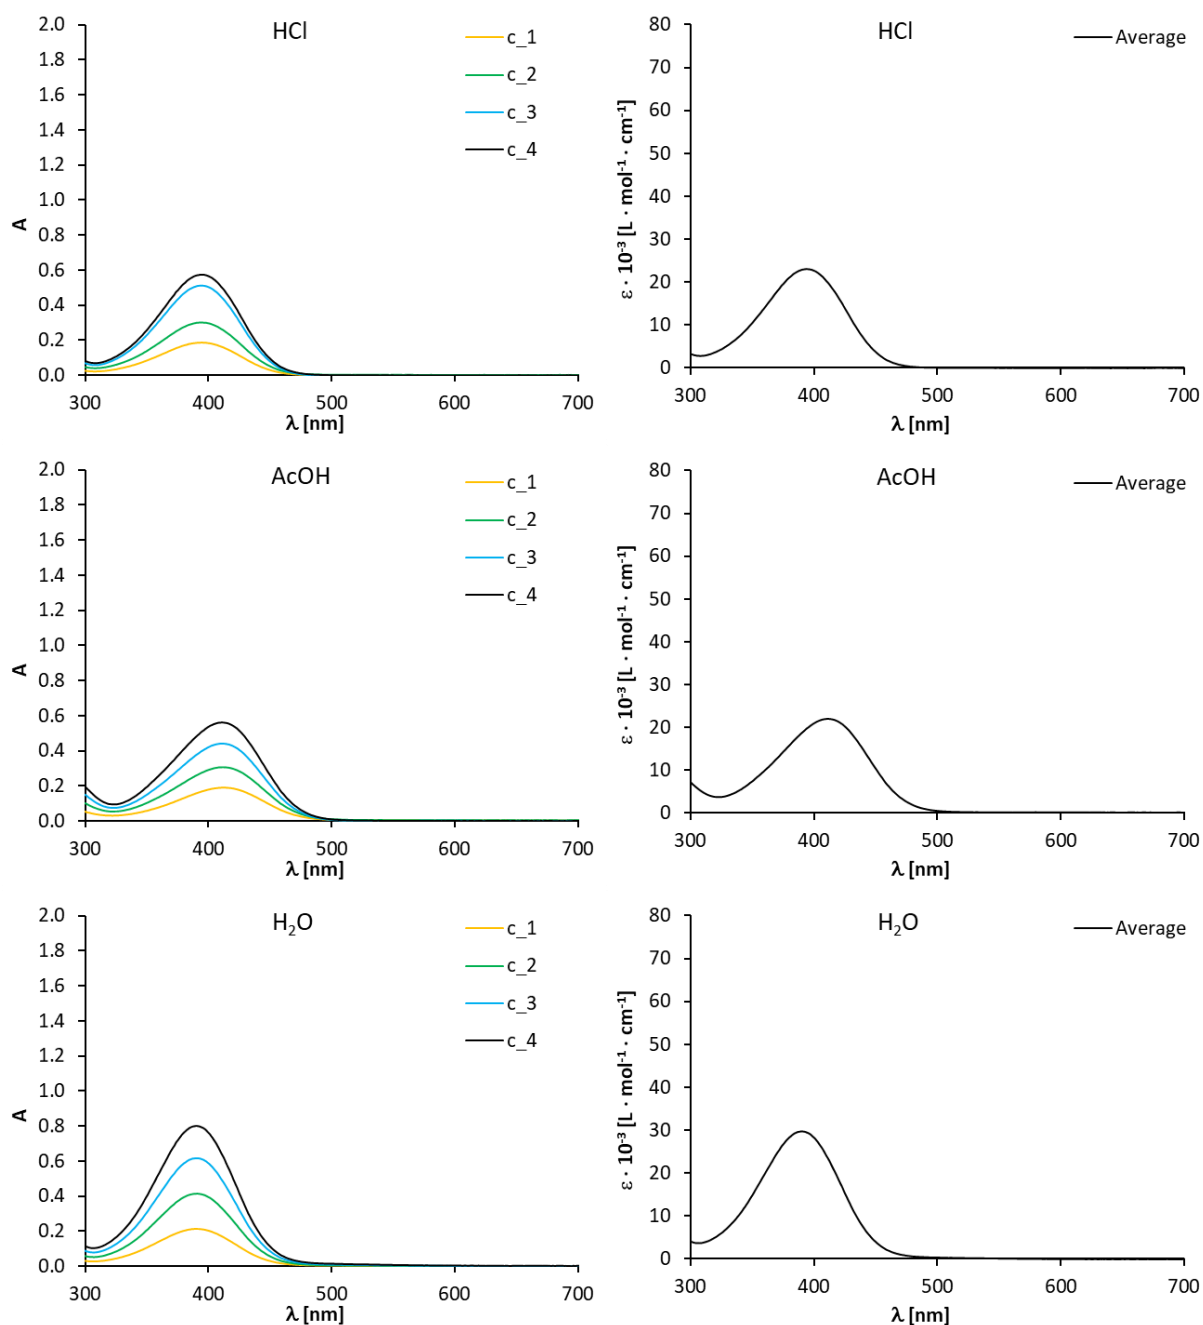 HCl
c_1
c_2
c_3
c_4
A
2.0
1.8
1.6
1.4
1.2
1.0
0.8
0.6
0.4
0.2
0.0
300 400 500 600 700
λ [nm]
HCl
Average
ε · 10⁻³ [L · mol⁻¹ · cm⁻¹]
80
70
60
50
40
30
20
10
0
300 400 500 600 700
λ [nm]
AcOH
c_1
c_2
c_3
c_4
A
2.0
1.8
1.6
1.4
1.2
1.0
0.8
0.6
0.4
0.2
0.0
300 400 500 600 700
λ [nm]
AcOH
Average
ε · 10⁻³ [L · mol⁻¹ · cm⁻¹]
80
70
60
50
40
30
20
10
0
300 400 500 600 700
λ [nm]
H₂O
c_1
c_2
c_3
c_4
A
2.0
1.8
1.6
1.4
1.2
1.0
0.8
0.6
0.4
0.2
0.0
300 400 500 600 700
λ [nm]
H₂O
Average
ε · 10⁻³ [L · mol⁻¹ · cm⁻¹]
80
70
60
50
40
30
20
10
0
300 400 500 600 700
λ [nm]